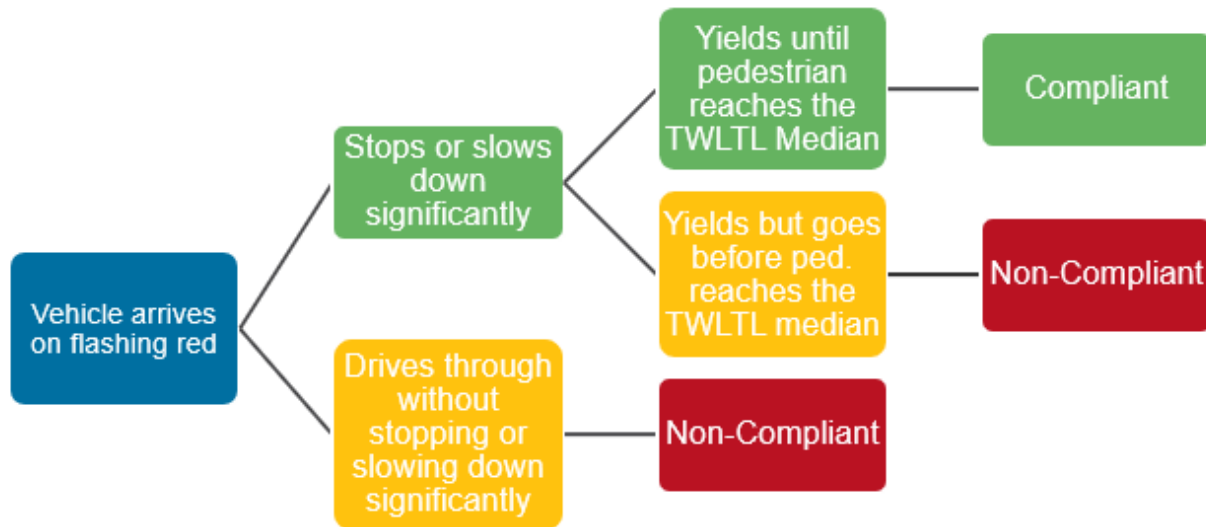 Vehicle arrives
on flashing red
Stops or slows
down
significantly
Yields until
pedestrian
reaches the
TWLTL Median
Compliant
Yields but goes
before ped.
reaches the
TWLTL median
Non-Compliant
Drives through
without
stopping or
slowing down
significantly
Non-Compliant